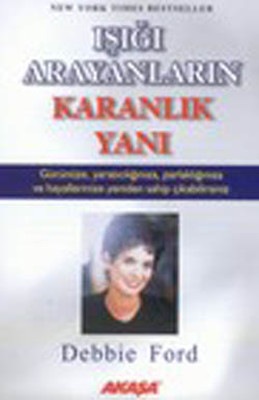 NEW YORK TIMES BESTSELLER
IŞIĞI
ARAYANLARIN
KARANLIK
YANI
Gücünüze, yaratıcılığınıza, parlaklığınıza
ve hayallerinize yeniden sahip çıkabilirsiniz
Debbie Ford
AKAŞA